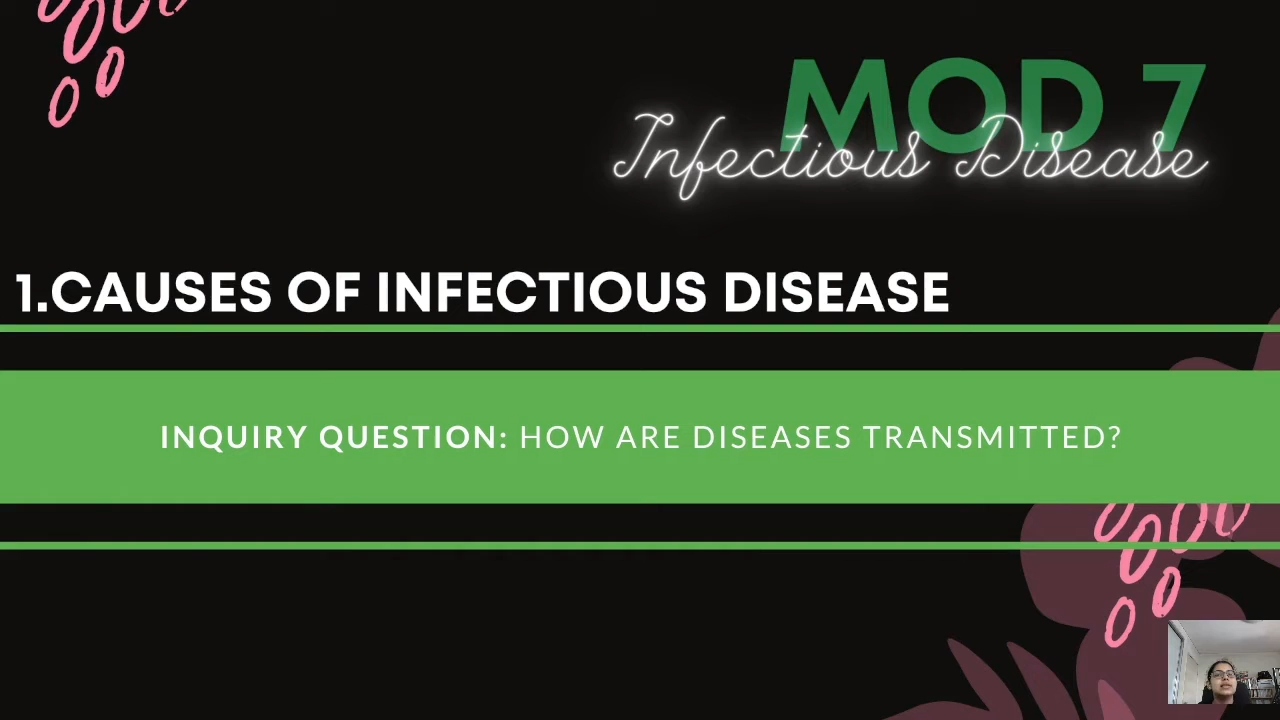 MOD 7
Infectious Disease
1.CAUSES OF INFECTIOUS DISEASE
INQUIRY QUESTION: HOW ARE DISEASES TRANSMITTED?